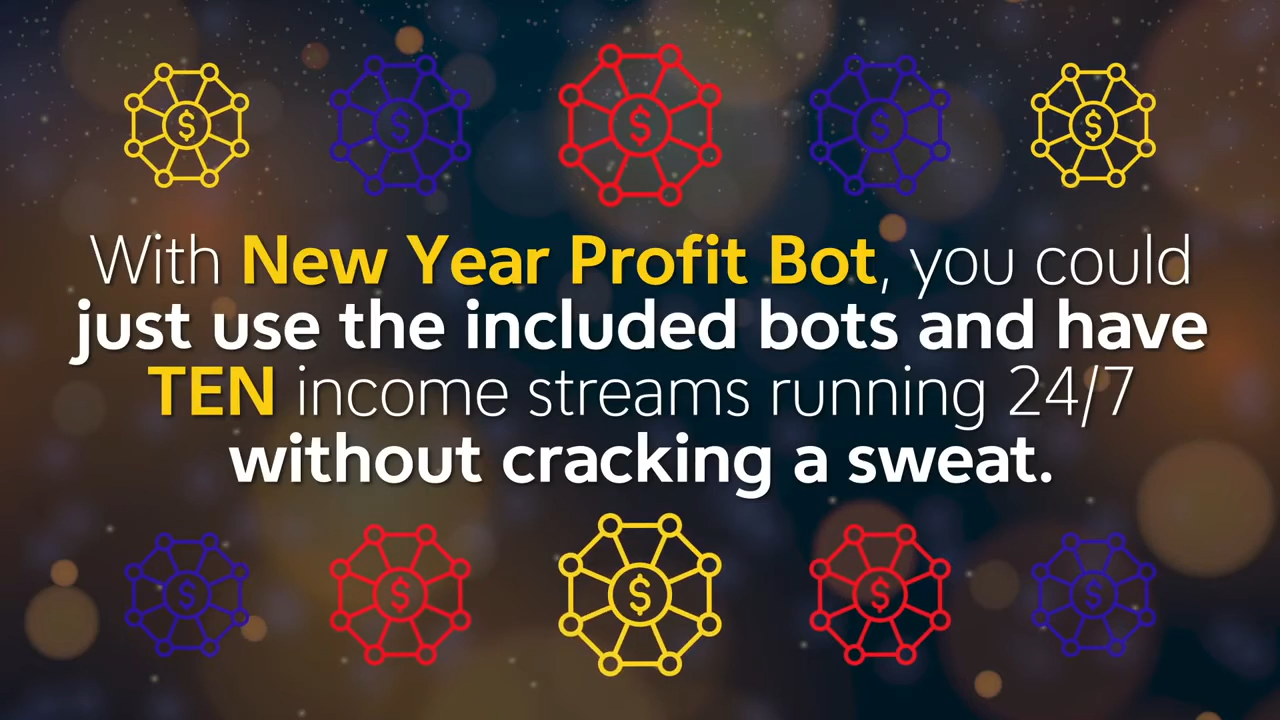 $ $ $ $ $
With New Year Profit Bot, you could
just use the included bots and have
TEN income streams running 24/7
without cracking a sweat.
$ $ $ $ $